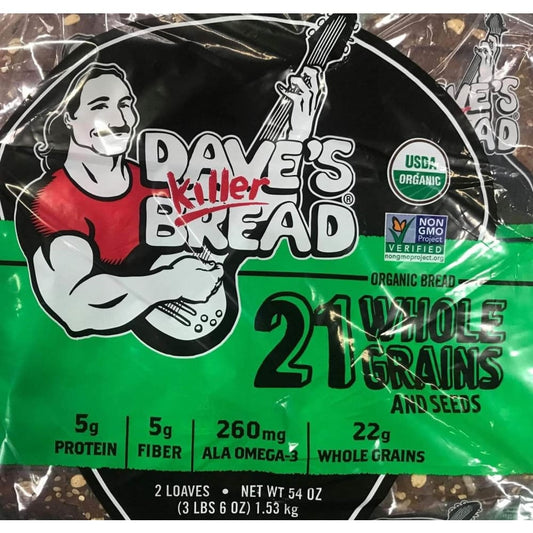 DAVE'S
Killer
BREAD®
VE'S
EAD
USDA
ORGANIC
NON
GMO
Project
VERIFIED
nongmoproject.org
ORGANIC BREAD
21 WHOLE
GRAINS
AND SEEDS
5g
PROTEIN
5g
FIBER
260mg
ALA OMEGA-3
22g
WHOLE GRAINS
2 LOAVES • NET WT 54 OZ
(3 LBS 6 OZ) 1.53 kg